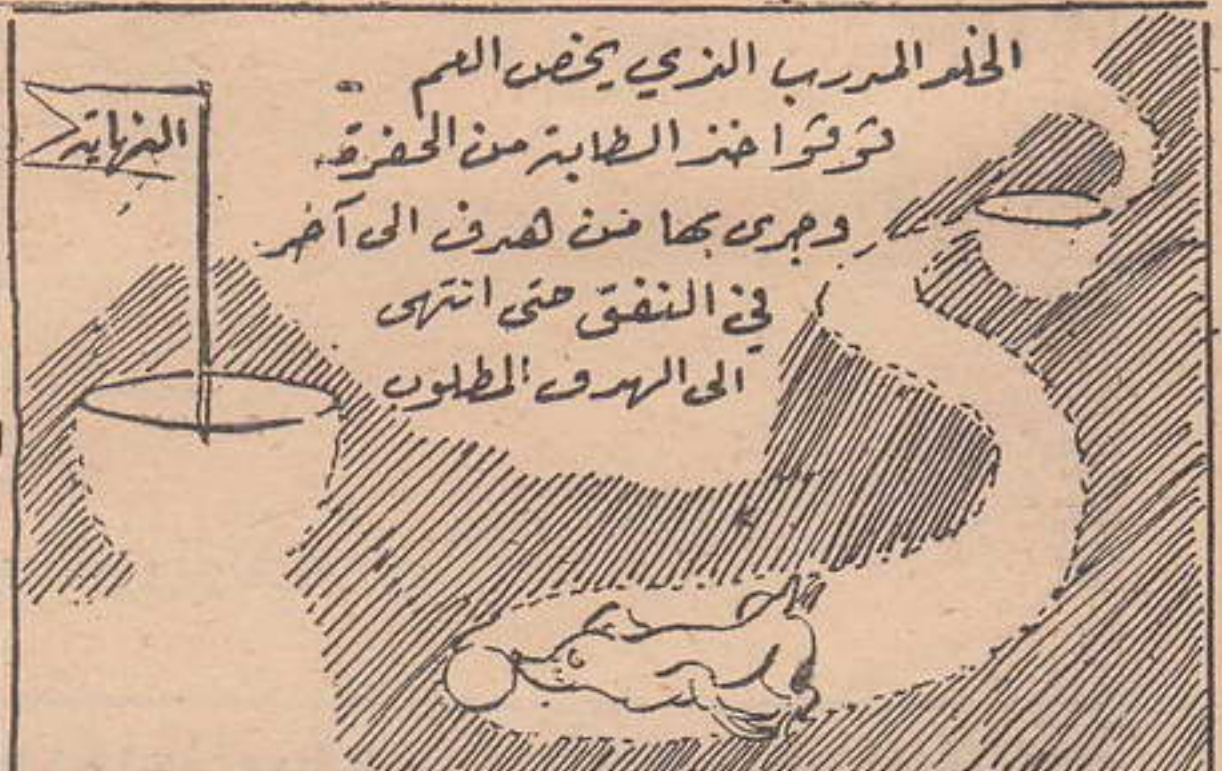 الخلد المدرب الذي يخص العم
توتو اخذ الطابة من الحفرة
وجرى بها من هدف الى آخر
في النفق حتى انتهى
الى الهدف المطلوب
النهاية